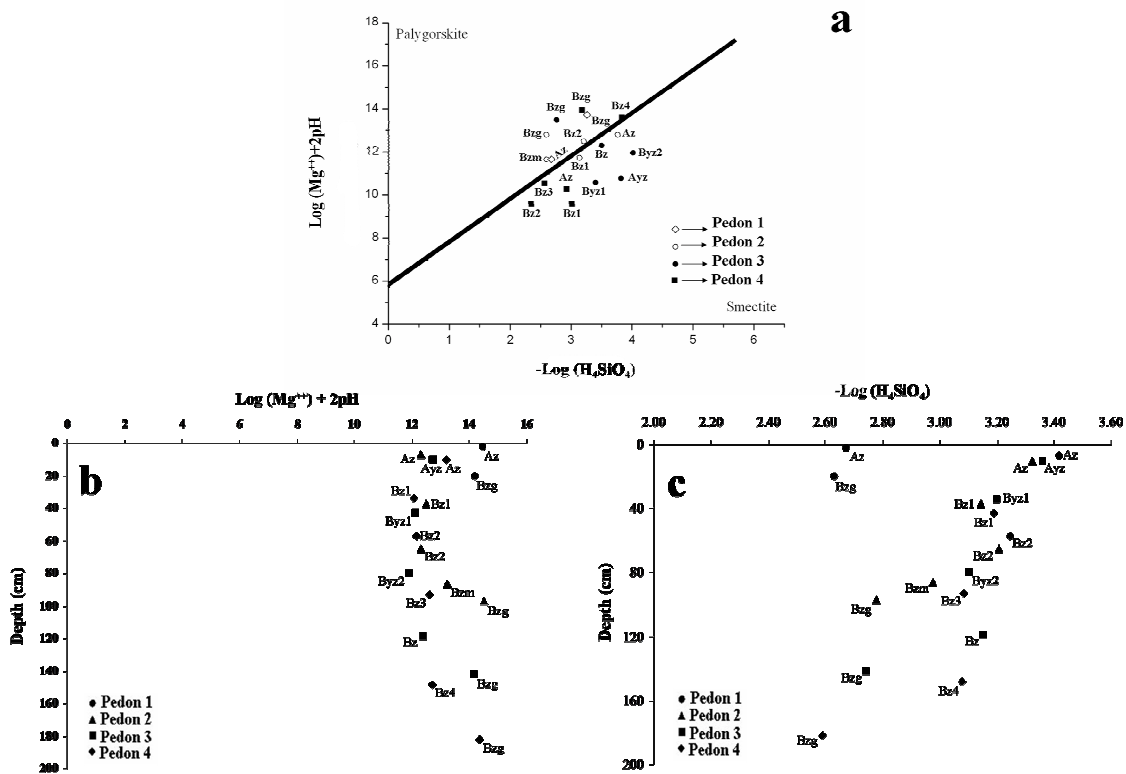 a
18
Palygorskite
16
14
12
10
8
6
4
Log (Mg⁺⁺)+2pH
Bzg
Bzg
Bz4
Bzg
Bzg
Bz2
Az
Bz
Byz2
Bzm
Az
Bz1
Az
Bz3
Byz1
Ayz
Bz2
Bz1
Pedon 1
Pedon 2
Pedon 3
Pedon 4
Smectite
0 1 2 3 4 5 6
-Log (H₄SiO₄)
Log (Mg⁺⁺) + 2pH
0 2 4 6 8 10 12 14 16
0
20
40
60
80
100
120
140
160
180
200
Depth (cm)
b
Az
Ayz
Az
Az
Bzg
Bz1
Bz1
Byz1
Bz2
Bz2
Byz2
Bzm
Bz3
Bzg
Bz
Bzg
Bz4
Bzg
Pedon 1
Pedon 2
Pedon 3
Pedon 4
-Log (H₄SiO₄)
2.00 2.20 2.40 2.60 2.80 3.00 3.20 3.40 3.60
0
40
80
120
160
200
Depth (cm)
c
Az
Az
Az
Ayz
Bzg
Bz1
Byz1
Bz1
Bz2
Bz2
Byz2
Bzm
Bz3
Bzg
Bz
Bzg
Bz4
Bzg
Pedon 1
Pedon 2
Pedon 3
Pedon 4